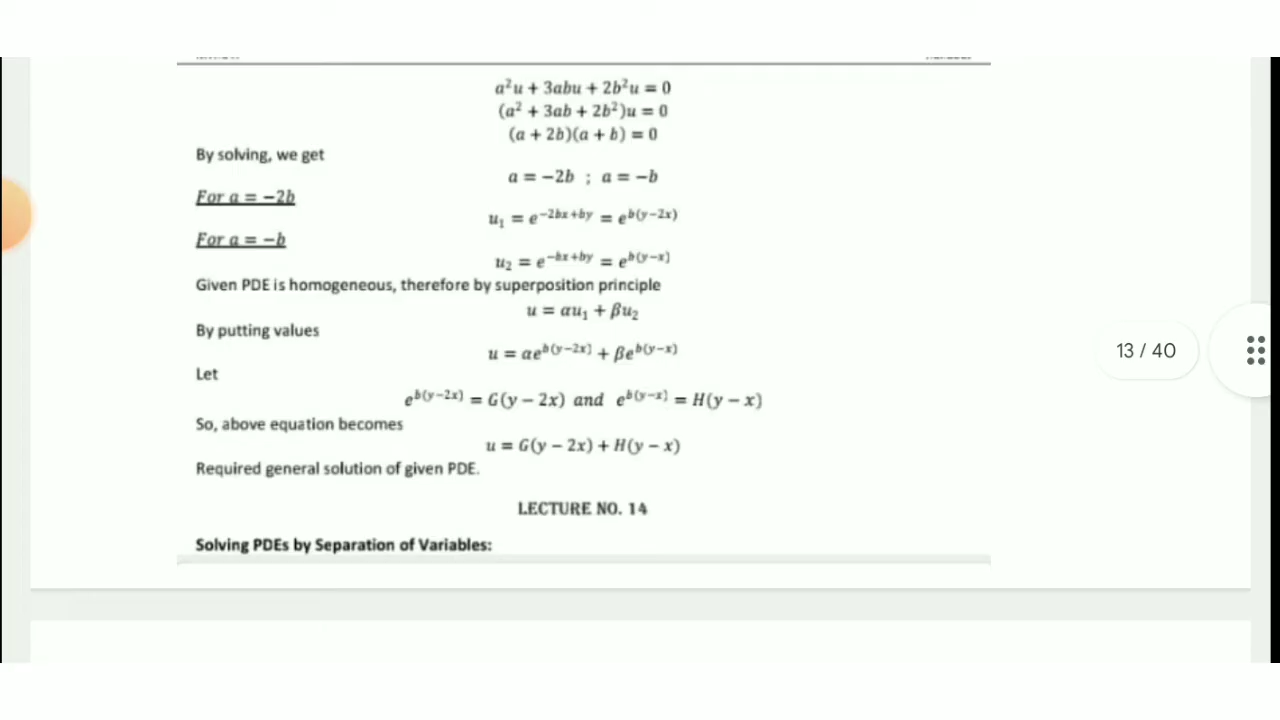 a²u + 3abu + 2b²u = 0
(a² + 3ab + 2b²)u = 0
(a + 2b)(a + b) = 0
By solving, we get
a = −2b ; a = −b
For a = −2b
u₁ = e^{−2bx+by} = e^{b(y−2x)}
For a = −b
u₂ = e^{−bx+by} = e^{b(y−x)}
Given PDE is homogeneous, therefore by superposition principle
u = αu₁ + βu₂
By putting values
u = αe^{b(y−2x)} + βe^{b(y−x)}
Let
e^{b(y−2x)} = G(y − 2x) and e^{b(y−x)} = H(y − x)
So, above equation becomes
u = G(y − 2x) + H(y − x)
Required general solution of given PDE.
LECTURE NO. 14
Solving PDEs by Separation of Variables:
13 / 40